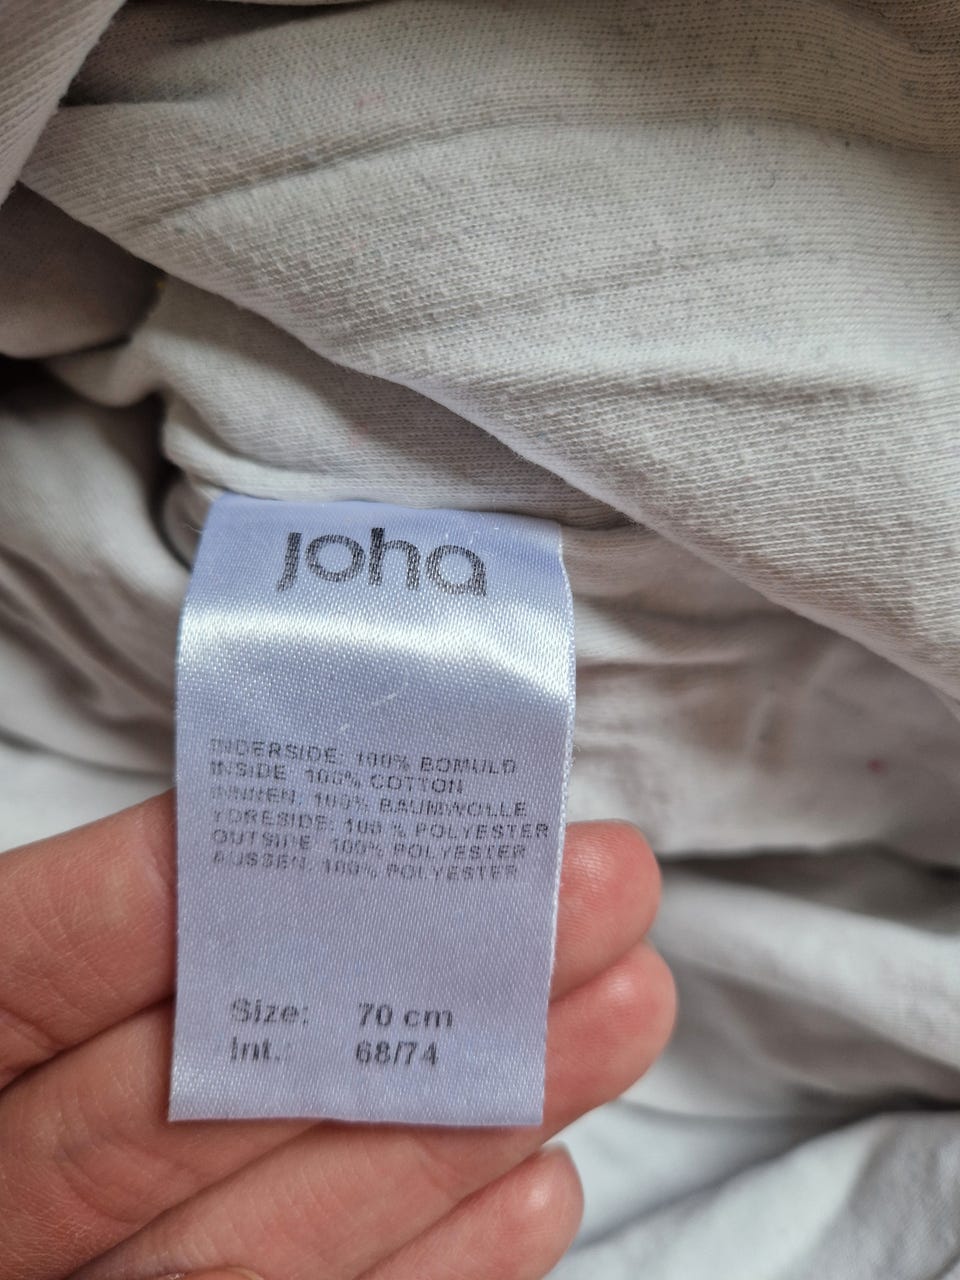 joha
INDERSIDE: 100% BOMULD
INSIDE: 100% COTTON
INNEN: 100% BAUMWOLLE
YDRESIDE: 100 % POLYESTER
OUTSIDE: 100% POLYESTER
AUSSEN: 100% POLYESTER
Size: 70 cm
Int.: 68/74